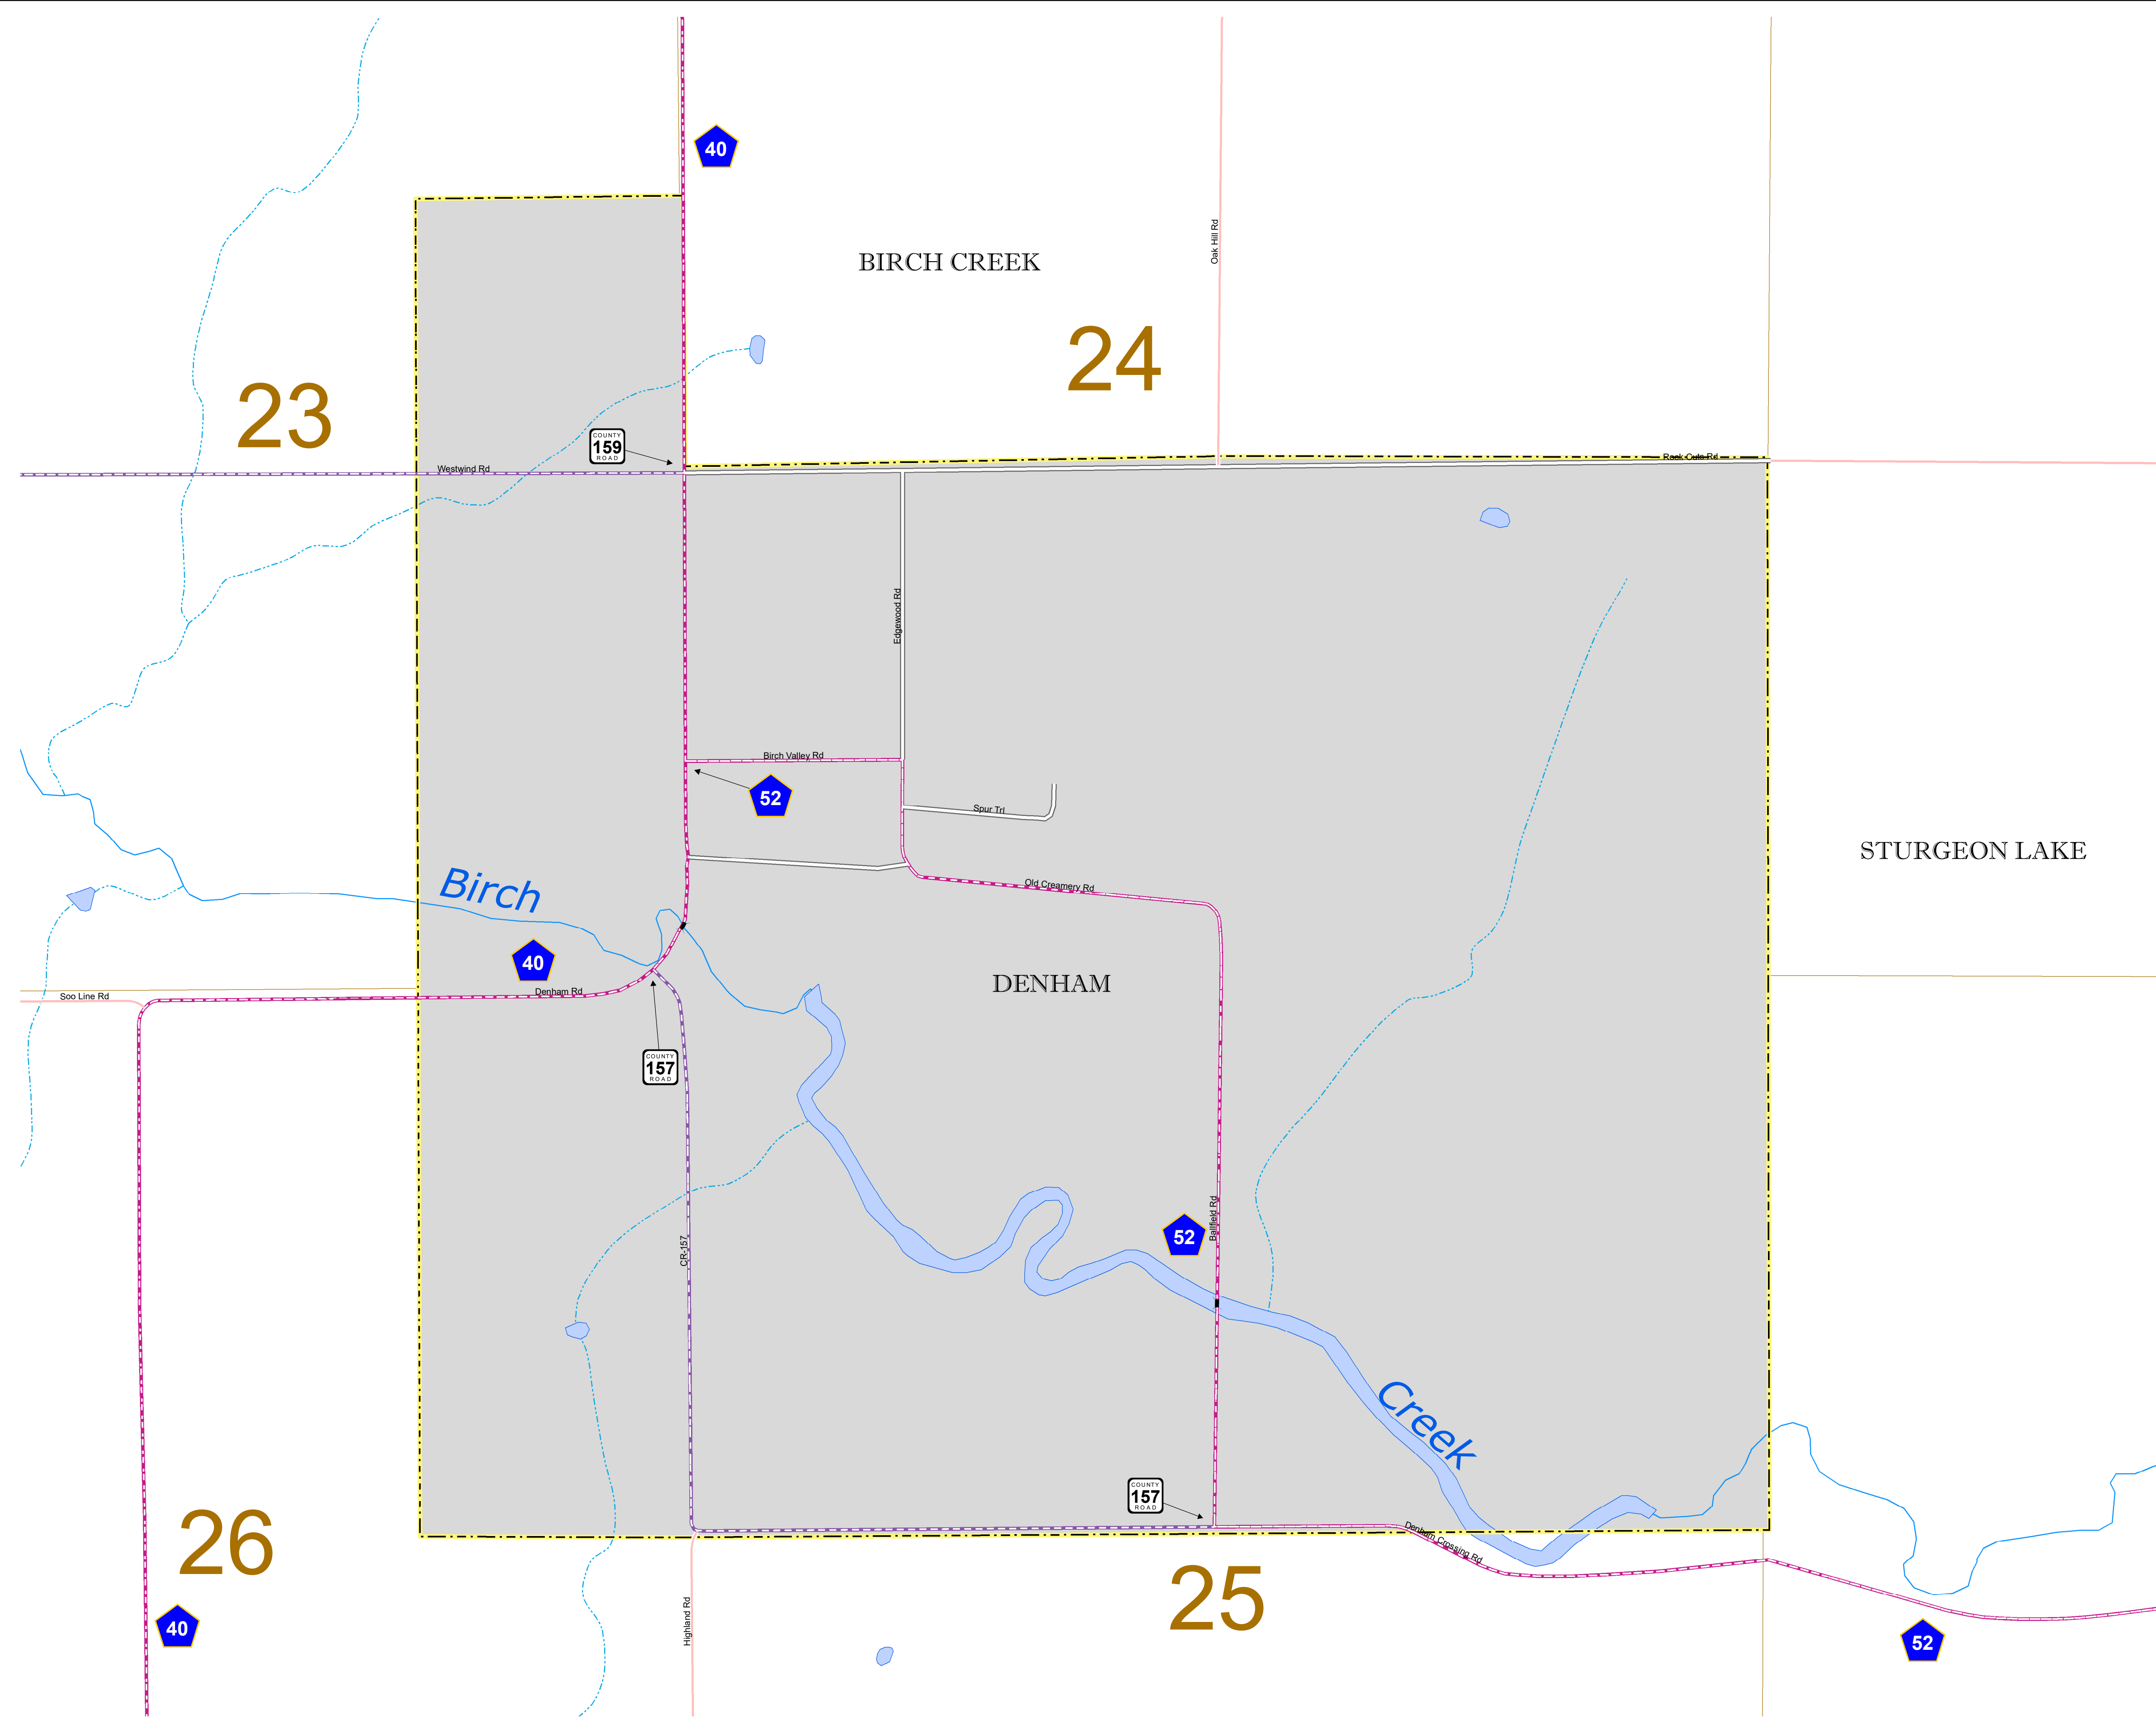 40
Oak Hill Rd
BIRCH CREEK
24
23
COUNTY
159
ROAD
Westwind Rd
Rock Cuts Rd
Edgewood Rd
Birch Valley Rd
52
Spur Trl
STURGEON LAKE
Birch
Old Creamery Rd
40
DENHAM
Denham Rd
Soo Line Rd
COUNTY
157
ROAD
Ballfield Rd
52
CR-157
Creek
COUNTY
157
ROAD
Denham Crossing Rd
26
25
Highland Rd
40
52